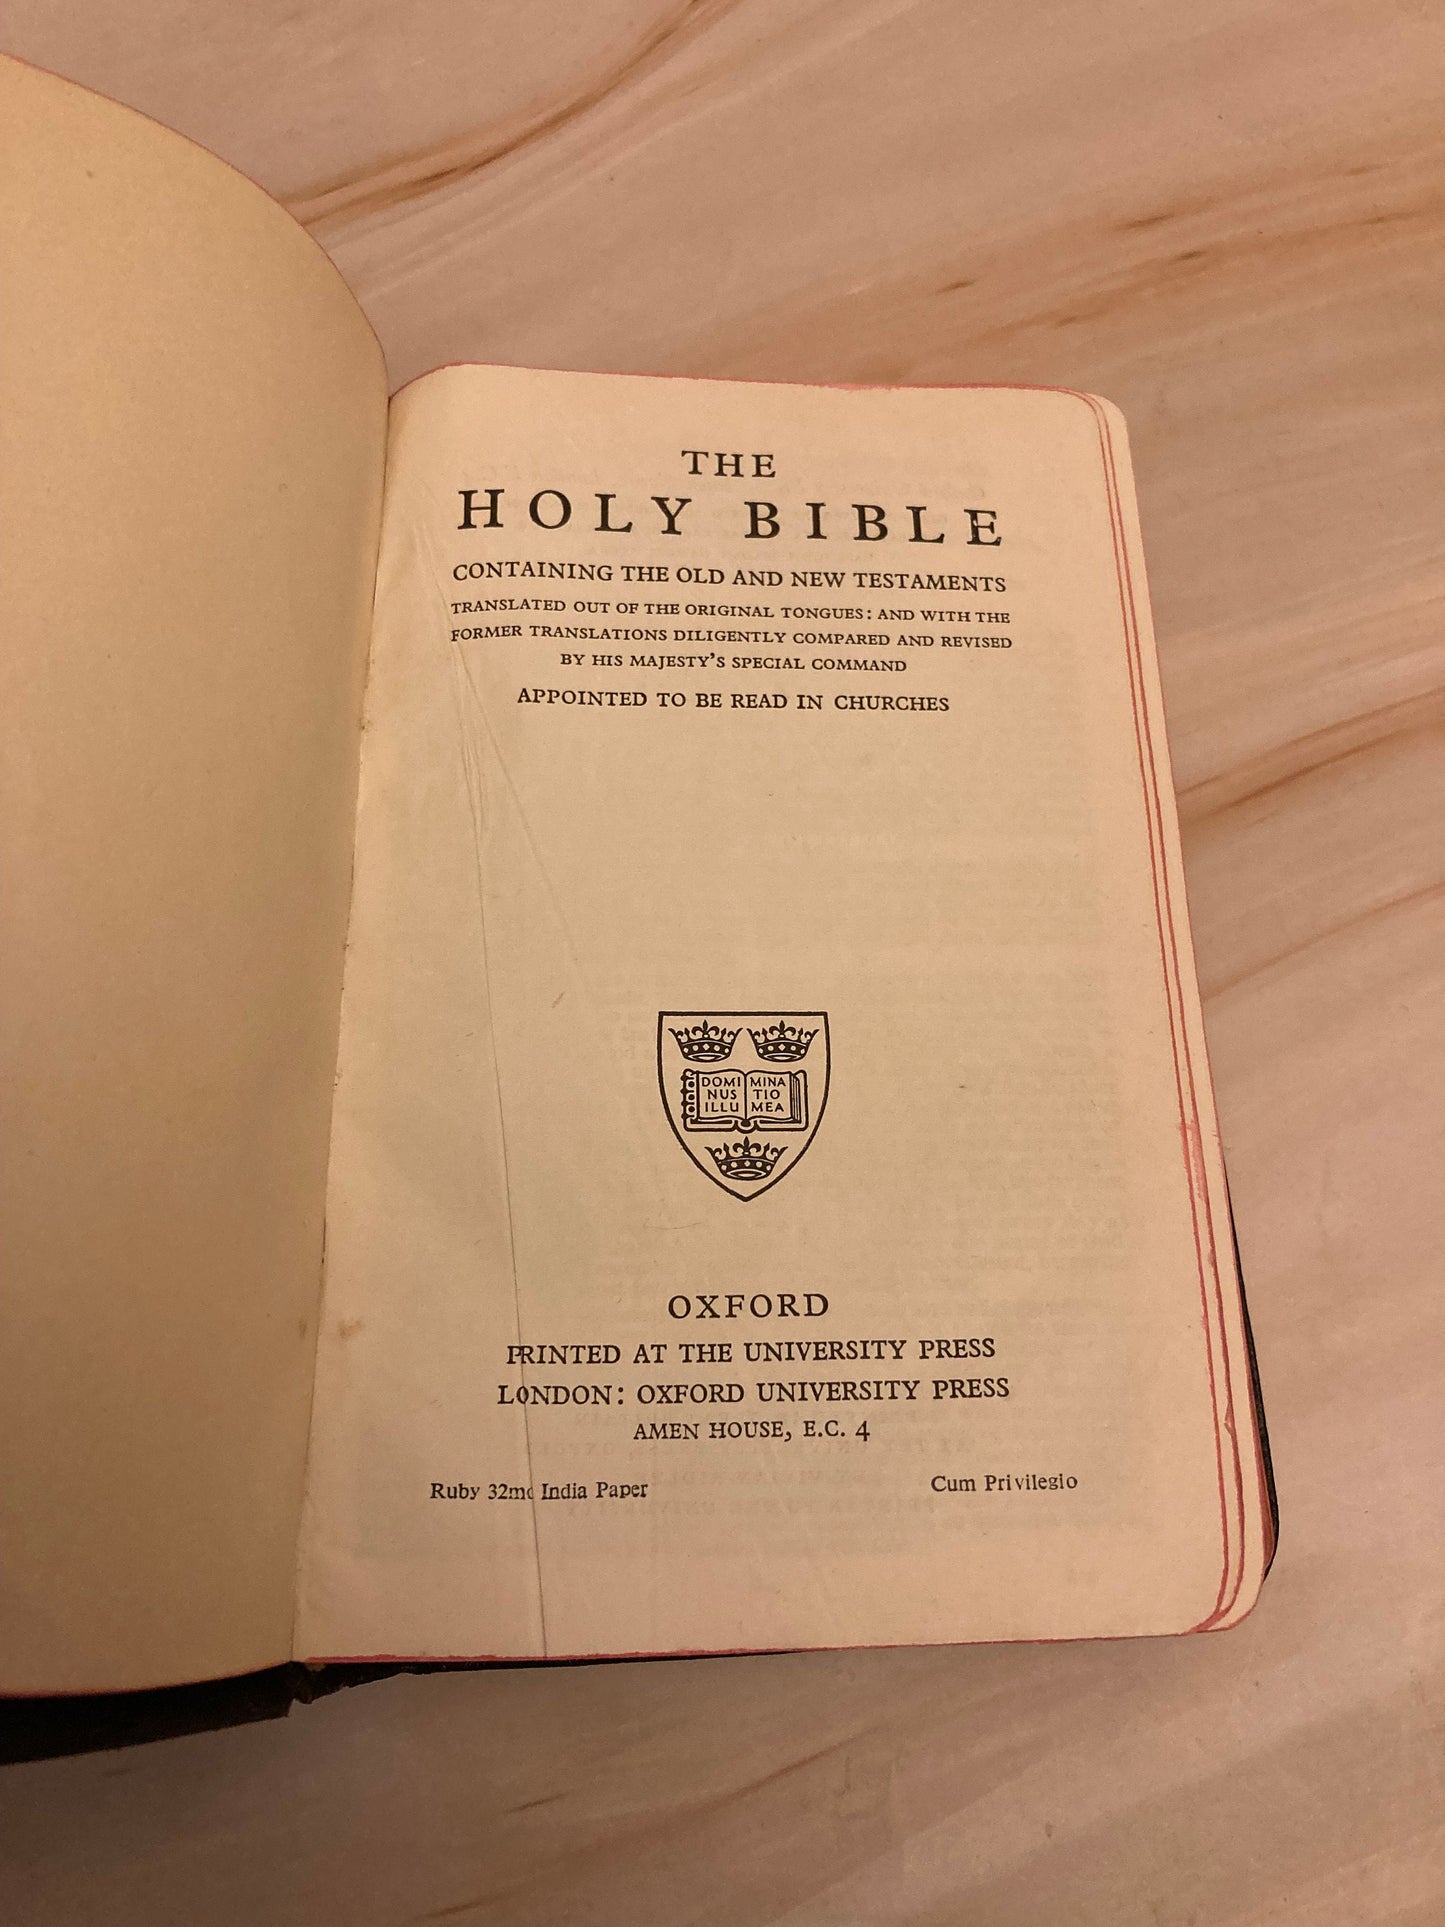 THE
HOLY BIBLE
CONTAINING THE OLD AND NEW TESTAMENTS
TRANSLATED OUT OF THE ORIGINAL TONGUES: AND WITH THE
FORMER TRANSLATIONS DILIGENTLY COMPARED AND REVISED
BY HIS MAJESTY'S SPECIAL COMMAND
APPOINTED TO BE READ IN CHURCHES
DOMI MINA
NUS TIO
ILLU MEA
OXFORD
PRINTED AT THE UNIVERSITY PRESS
LONDON: OXFORD UNIVERSITY PRESS
AMEN HOUSE, E.C. 4
Ruby 32mo India Paper Cum Privilegio